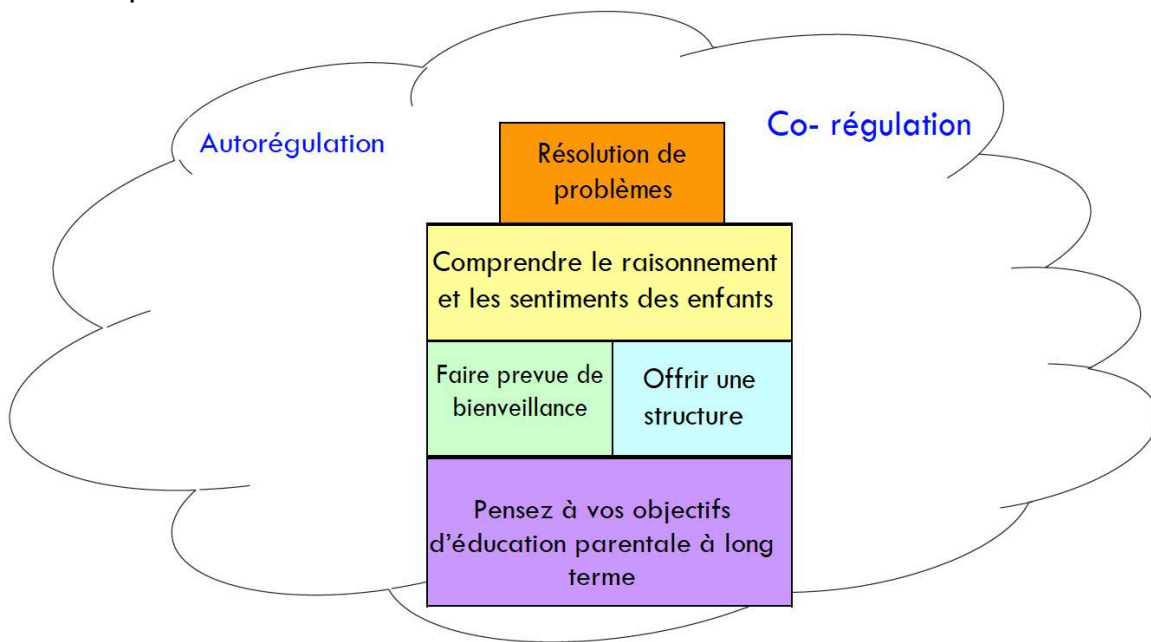 Autorégulation
Co- régulation
Résolution de
problèmes
Comprendre le raisonnement
et les sentiments des enfants
Faire prevue de
bienveillance
Offrir une
structure
Pensez à vos objectifs
d'éducation parentale à long
terme